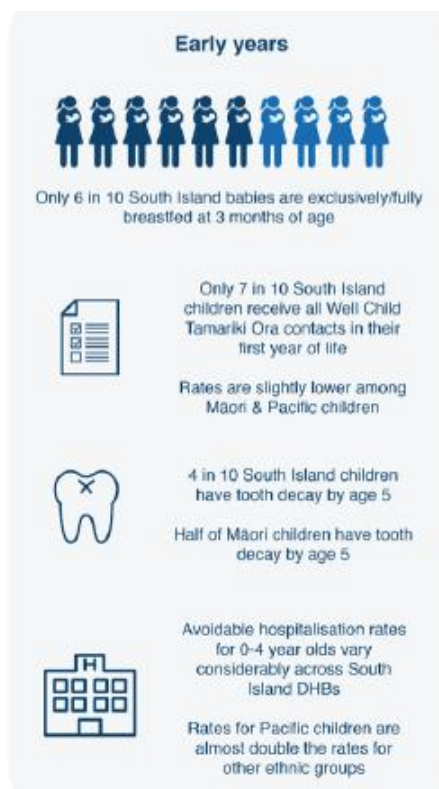 Early years
Only 6 in 10 South Island babies are exclusively/fully
breastfed at 3 months of age
Only 7 in 10 South Island
children receive all Well Child
Tamariki Ora contacts in their
first year of life
Rates are slightly lower among
Māori & Pacific children
4 in 10 South Island children
have tooth decay by age 5
Half of Māori children have tooth
decay by age 5
Avoidable hospitalisation rates
for 0-4 year olds vary
considerably across South
Island DHBs
H
Rates for Pacific children are
almost double the rates for
other ethnic groups